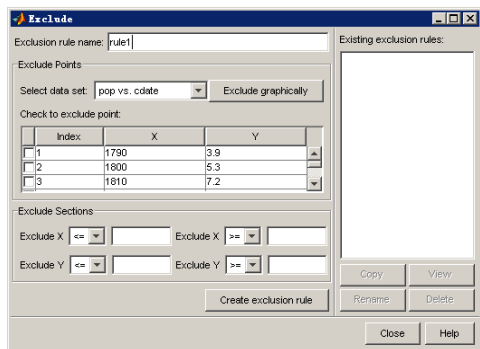 Exclude
Exclusion rule name: rule1
Existing exclusion rules:
Exclude Points
Select data set: pop vs. cdate Exclude graphically
Check to exclude point:
Index X Y
1 1790 3.9
2 1800 5.3
3 1810 7.2
Exclude Sections
Exclude X <= Exclude X >=
Exclude Y <= Exclude Y >=
Copy View
Create exclusion rule Rename Delete
Close Help